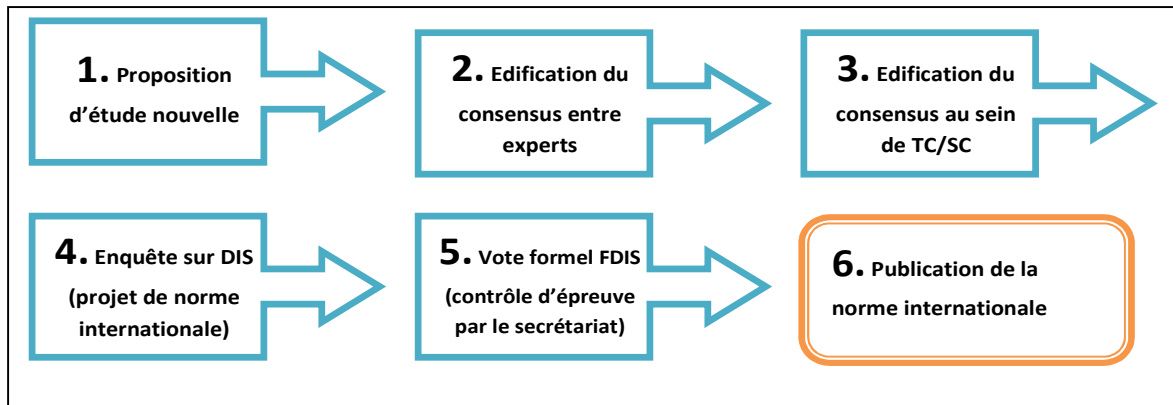 1. Proposition
d’étude nouvelle
2. Edification du
consensus entre
experts
3. Edification du
consensus au sein
de TC/SC
4. Enquête sur DIS
(projet de norme
internationale)
5. Vote formel FDIS
(contrôle d’épreuve
par le secrétariat)
6. Publication de la
norme internationale